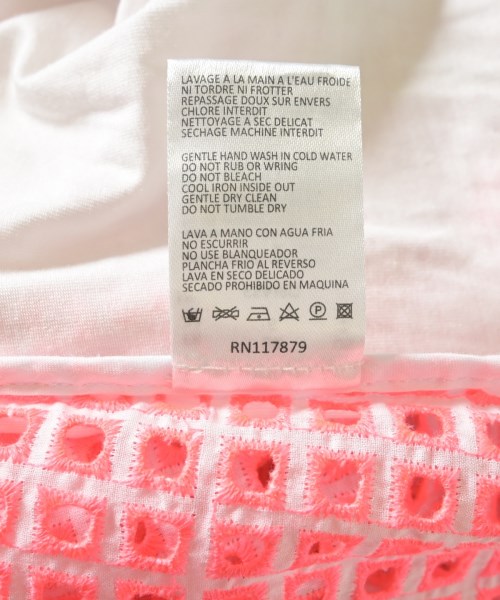 LAVAGE À LA MAIN A L'EAU FROIDE
NI TORDRE NI FROTTER
REPASSAGE DOUX SUR ENVERS
CHLORE INTERDIT
NETTOYAGE A SEC DELICAT
SECHAGE MACHINE INTERDIT
GENTLE HAND WASH IN COLD WATER
DO NOT RUB OR WRING
DO NOT BLEACH
COOL IRON INSIDE OUT
GENTLE DRY CLEAN
DO NOT TUMBLE DRY
LAVA A MANO CON AGUA FRIA
NO ESCURRIR
NO USE BLANQUEADOR
PLANCHA FRIO AL REVERSO
LAVA EN SECO DELICADO
SECADO PROHIBIDO EN MAQUINA
P
RN117879